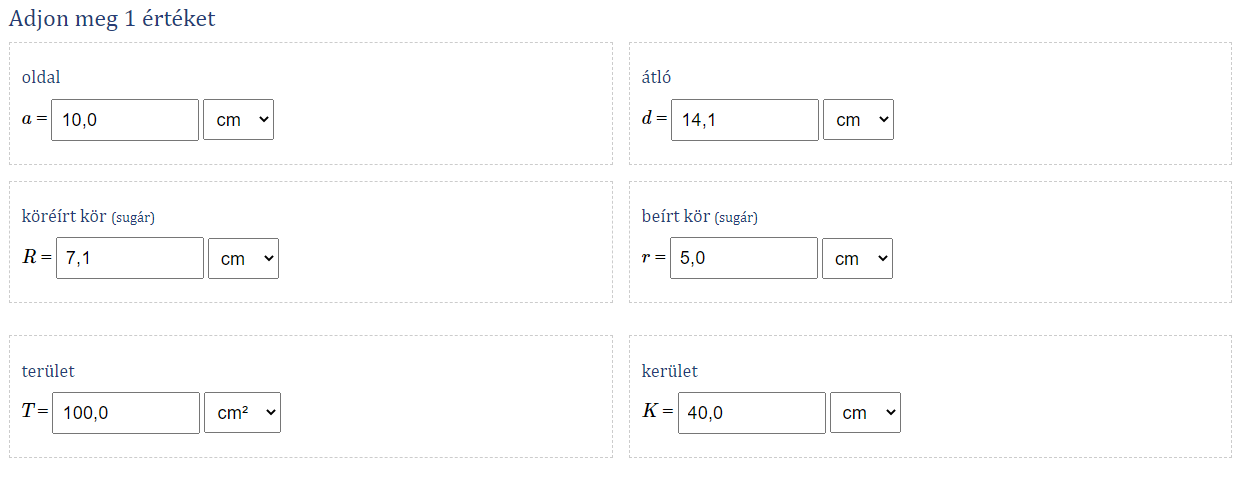 Adjon meg 1 értéket
oldal
a = 10,0 cm
átló
d = 14,1 cm
köréírt kör (sugár)
R = 7,1 cm
beírt kör (sugár)
r = 5,0 cm
terület
T = 100,0 cm²
kerület
K = 40,0 cm